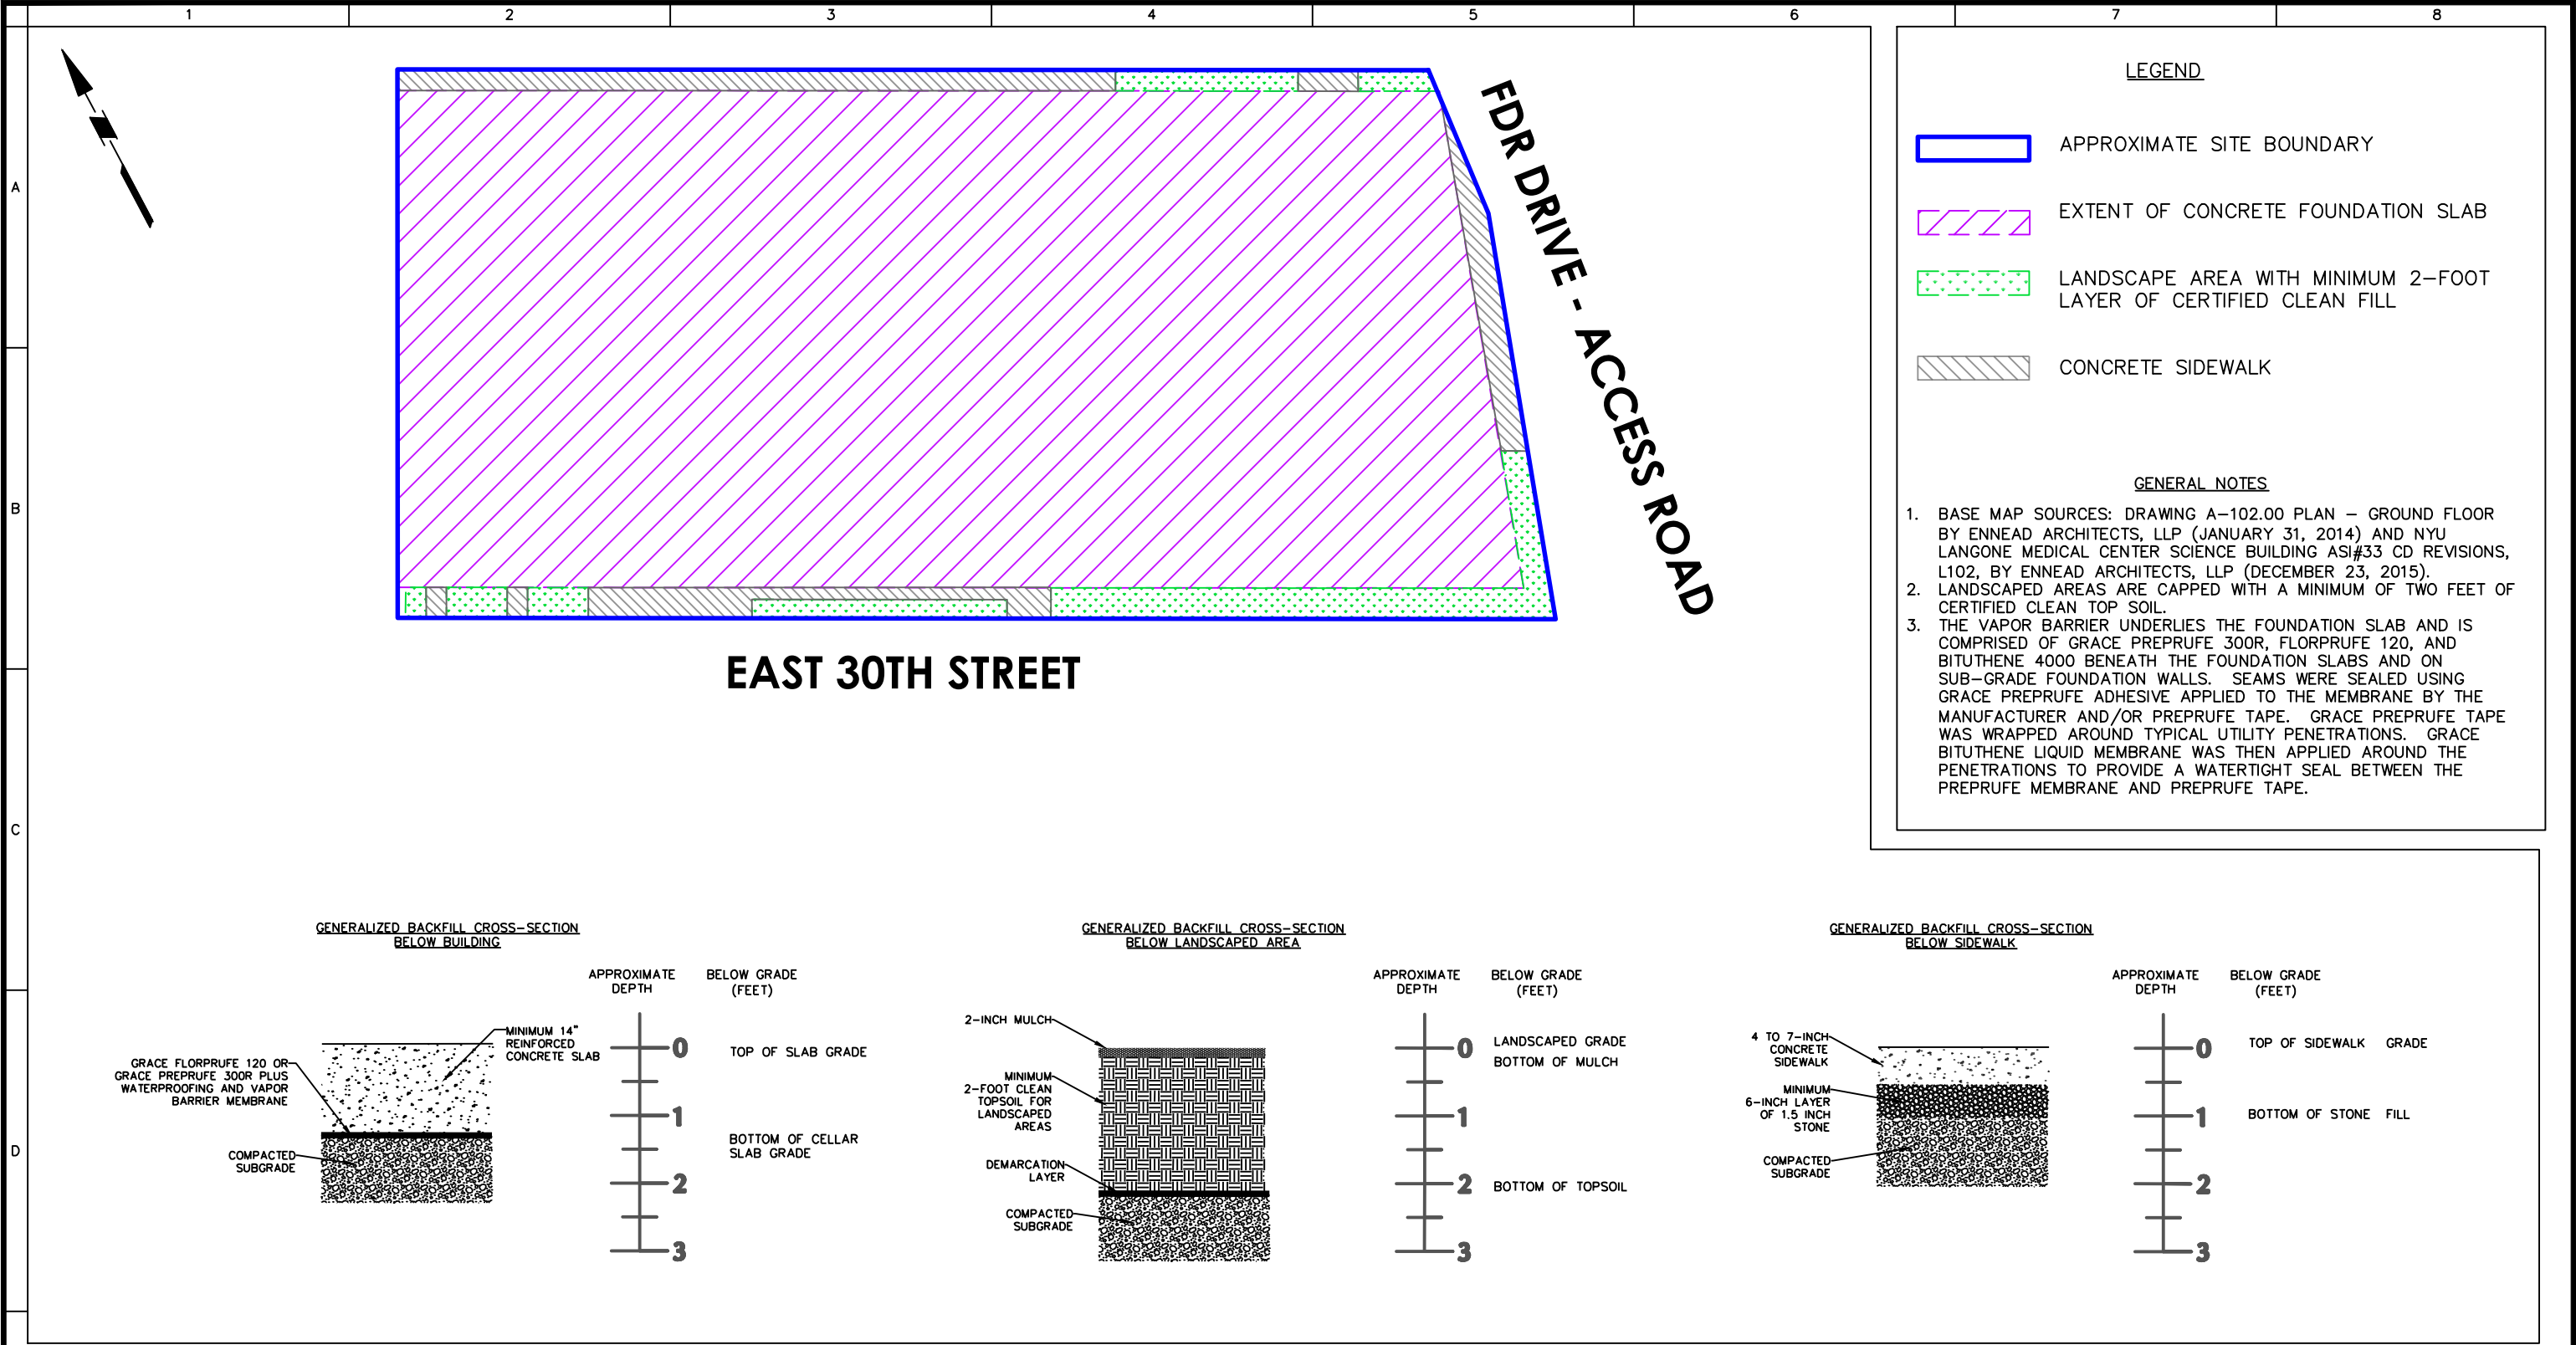 1 2 3 4 5 6 7 8
A
B
C
D
FDR DRIVE - ACCESS ROAD
EAST 30TH STREET
LEGEND
APPROXIMATE SITE BOUNDARY
EXTENT OF CONCRETE FOUNDATION SLAB
LANDSCAPE AREA WITH MINIMUM 2-FOOT
LAYER OF CERTIFIED CLEAN FILL
CONCRETE SIDEWALK
GENERAL NOTES
1. BASE MAP SOURCES: DRAWING A-102.00 PLAN - GROUND FLOOR
BY ENNEAD ARCHITECTS, LLP (JANUARY 31, 2014) AND NYU
LANGONE MEDICAL CENTER SCIENCE BUILDING ASI#33 CD REVISIONS,
L102, BY ENNEAD ARCHITECTS, LLP (DECEMBER 23, 2015).
2. LANDSCAPED AREAS ARE CAPPED WITH A MINIMUM OF TWO FEET OF
CERTIFIED CLEAN TOP SOIL.
3. THE VAPOR BARRIER UNDERLIES THE FOUNDATION SLAB AND IS
COMPRISED OF GRACE PREPRUFE 300R, FLORPRUFE 120, AND
BITUTHENE 4000 BENEATH THE FOUNDATION SLABS AND ON
SUB-GRADE FOUNDATION WALLS. SEAMS WERE SEALED USING
GRACE PREPRUFE ADHESIVE APPLIED TO THE MEMBRANE BY THE
MANUFACTURER AND/OR PREPRUFE TAPE. GRACE PREPRUFE TAPE
WAS WRAPPED AROUND TYPICAL UTILITY PENETRATIONS. GRACE
BITUTHENE LIQUID MEMBRANE WAS THEN APPLIED AROUND THE
PENETRATIONS TO PROVIDE A WATERTIGHT SEAL BETWEEN THE
PREPRUFE MEMBRANE AND PREPRUFE TAPE.
GENERALIZED BACKFILL CROSS-SECTION
BELOW BUILDING
APPROXIMATE
DEPTH
BELOW GRADE
(FEET)
MINIMUM 14"
REINFORCED
CONCRETE SLAB
GRACE FLORPRUFE 120 OR
GRACE PREPRUFE 300R PLUS
WATERPROOFING AND VAPOR
BARRIER MEMBRANE
COMPACTED
SUBGRADE
0
1
2
3
TOP OF SLAB GRADE
BOTTOM OF CELLAR
SLAB GRADE
GENERALIZED BACKFILL CROSS-SECTION
BELOW LANDSCAPED AREA
APPROXIMATE
DEPTH
BELOW GRADE
(FEET)
2-INCH MULCH
MINIMUM
2-FOOT CLEAN
TOPSOIL FOR
LANDSCAPED
AREAS
DEMARCATION
LAYER
COMPACTED
SUBGRADE
0
1
2
3
LANDSCAPED GRADE
BOTTOM OF MULCH
BOTTOM OF TOPSOIL
GENERALIZED BACKFILL CROSS-SECTION
BELOW SIDEWALK
APPROXIMATE
DEPTH
BELOW GRADE
(FEET)
4 TO 7-INCH
CONCRETE
SIDEWALK
MINIMUM
6-INCH LAYER
OF 1.5 INCH
STONE
COMPACTED
SUBGRADE
0
1
2
3
TOP OF SIDEWALK GRADE
BOTTOM OF STONE FILL